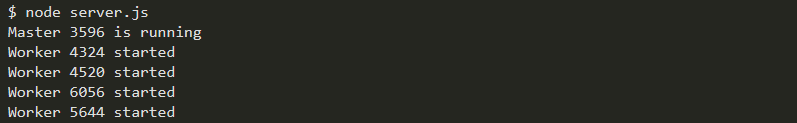 $ node server.js
Master 3596 is running
Worker 4324 started
Worker 4520 started
Worker 6056 started
Worker 5644 started